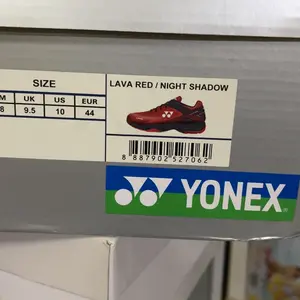 SIZE
M UK US EUR
8 9.5 10 44
LAVA RED / NIGHT SHADOW
8 887902 527062
YONEX